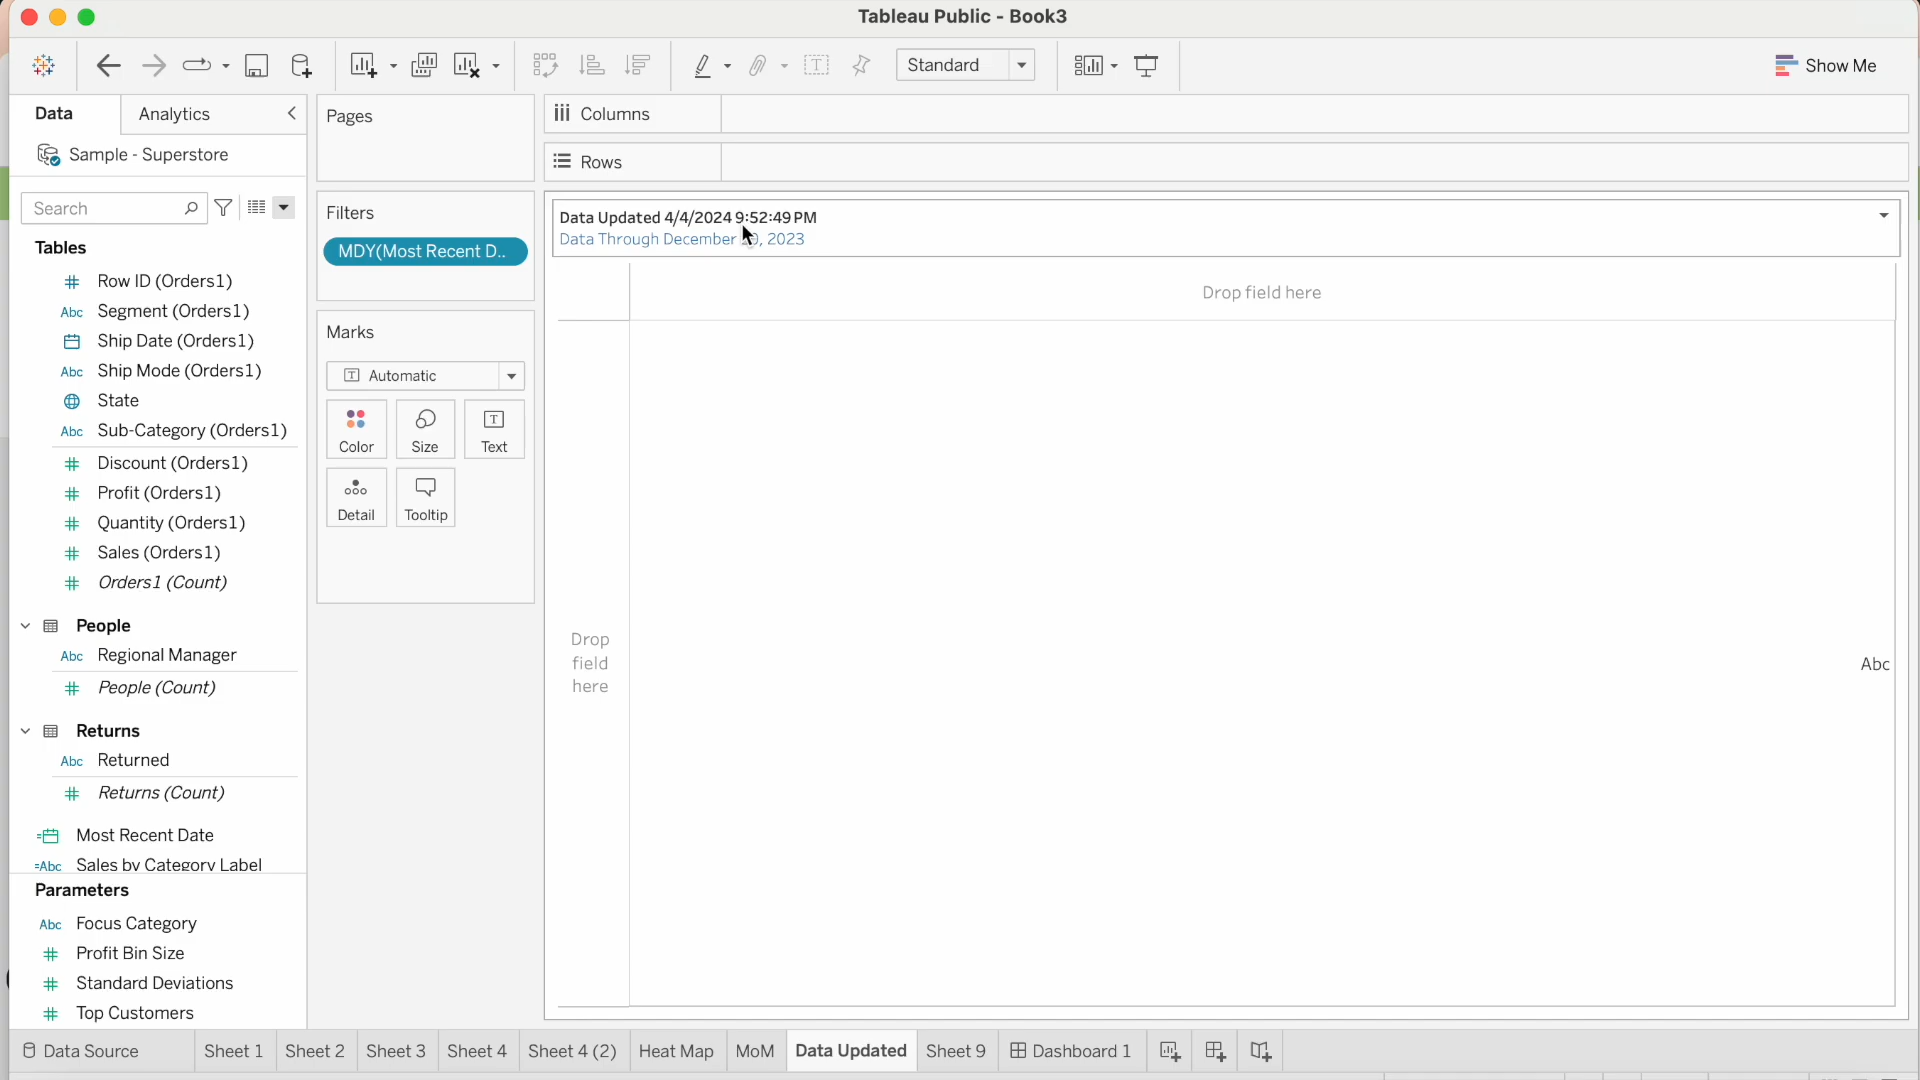 Tableau Public - Book3
Standard
Show Me
Data
Analytics
Sample - Superstore
Search
Tables
Row ID (Orders1)
Abc Segment (Orders1)
Ship Date (Orders1)
Abc Ship Mode (Orders1)
State
Abc Sub-Category (Orders1)
Discount (Orders1)
Profit (Orders1)
Quantity (Orders1)
Sales (Orders1)
Orders1 (Count)
People
Abc Regional Manager
People (Count)
Returns
Abc Returned
Returns (Count)
Most Recent Date
=Abc Sales by Category Label
Parameters
Abc Focus Category
Profit Bin Size
Standard Deviations
Top Customers
Pages
Filters
MDY(Most Recent D..
Marks
Automatic
Color
Size
Text
Detail
Tooltip
Columns
Rows
Data Updated 4/4/2024 9:52:49 PM
Data Through December 0, 2023
Drop field here
Drop
field
here
Abc
Data Source
Sheet 1
Sheet 2
Sheet 3
Sheet 4
Sheet 4 (2)
Heat Map
MoM
Data Updated
Sheet 9
Dashboard 1